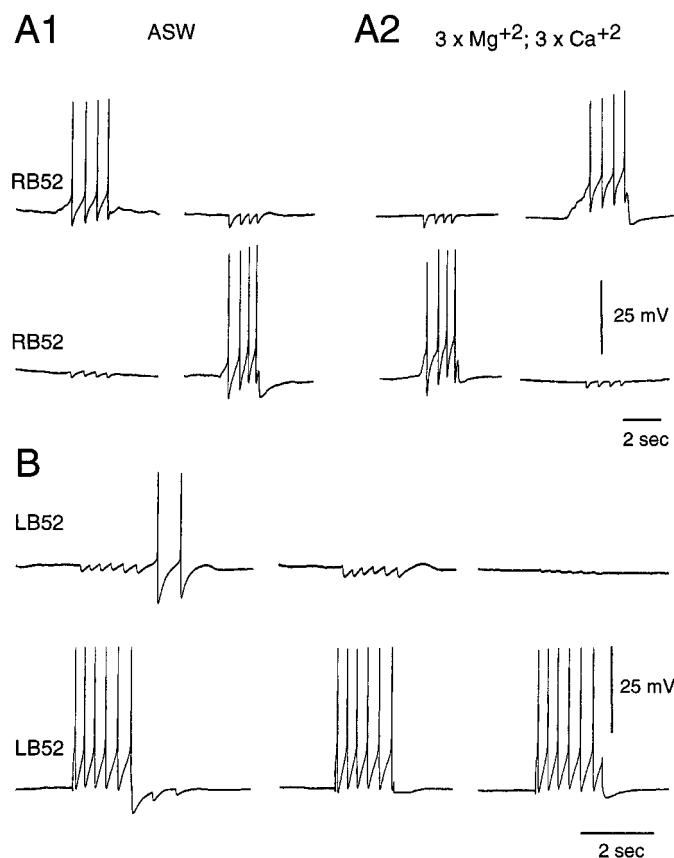 A1 ASW A2 3 x Mg+2; 3 x Ca+2
RB52
RB52
25 mV
2 sec
B
LB52
LB52
25 mV
2 sec